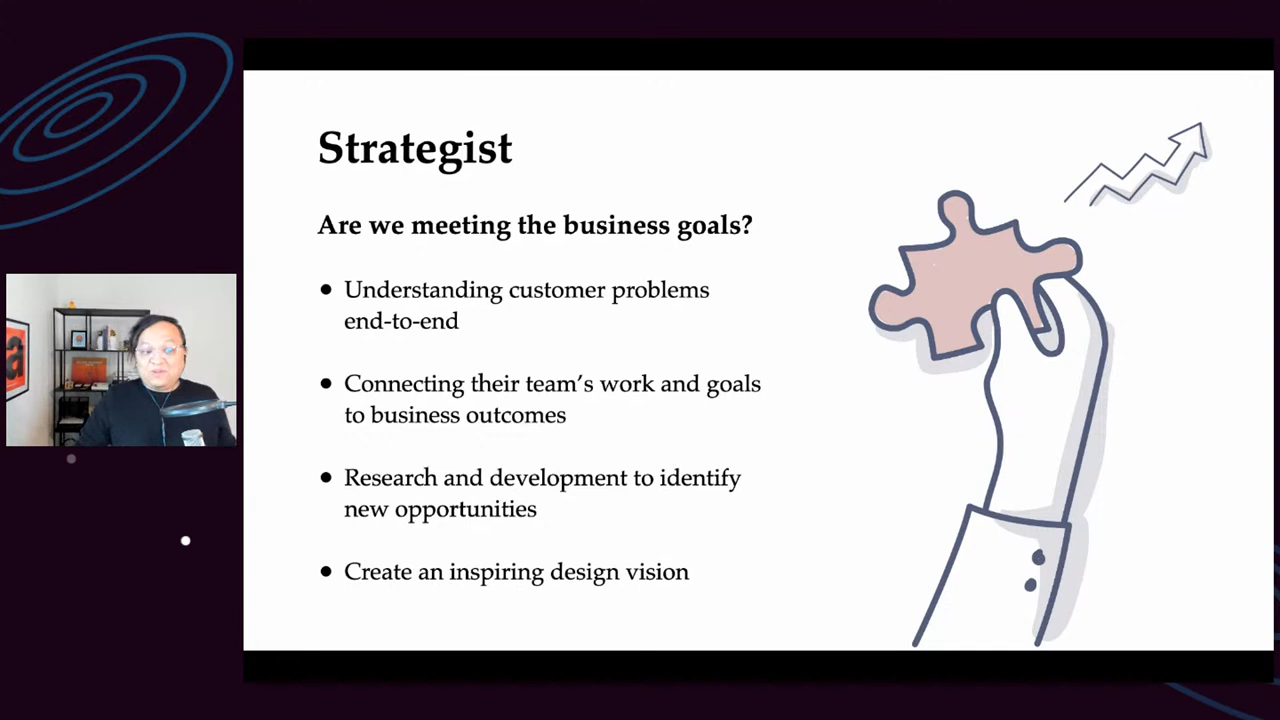 Strategist
Are we meeting the business goals?
• Understanding customer problems
end-to-end
• Connecting their team's work and goals
to business outcomes
• Research and development to identify
new opportunities
• Create an inspiring design vision
a